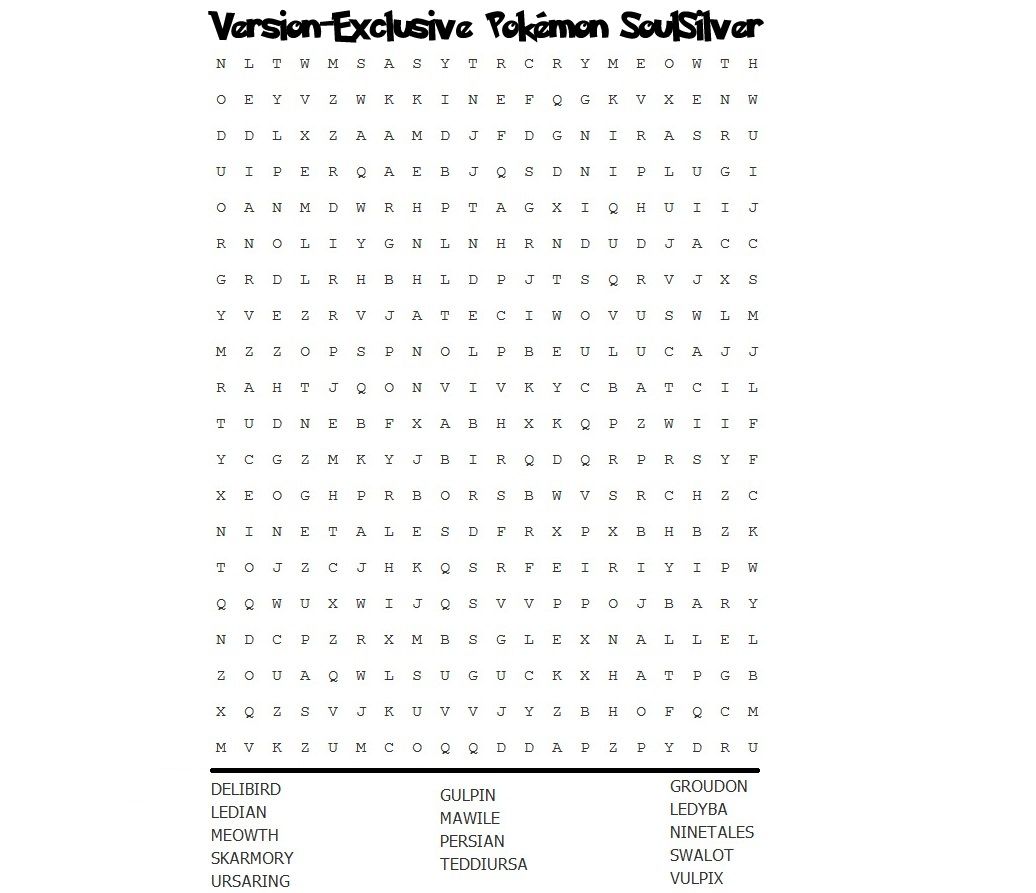 Version-Exclusive Pokémon SoulSilver
N L T W M S A S Y T R C R Y M E O W T H
O E Y V Z W K K I N E F Q G K V X E N W
D D L X Z A A M D J F D G N I R A S R U
U I P E R Q A E B J Q S D N I P L U G I
O A N M D W R H P T A G X I Q H U I I J
R N O L I Y G N L N H R N D U D J A C C
G R D L R H B H L D P J T S Q R V J X S
Y V E Z R V J A T E C I W O V U S W L M
M Z Z O P S P N O L P B E U L U C A J J
R A H T J Q O N V I V K Y C B A T C I L
T U D N E B F X A B H X K Q P Z W I I F
Y C G Z M K Y J B I R Q D Q R P R S Y F
X E O G H P R B O R S B W V S R C H Z C
N I N E T A L E S D F R X P X B H B Z K
T O J Z C J H K Q S R F E I R I Y I P W
Q Q W U X W I J Q S V V P P O J B A R Y
N D C P Z R X M B S G L E X N A L L E L
Z O U A Q W L S U G U C K X H A T P G B
X Q Z S V J K U V V J Y Z B H O F Q C M
M V K Z U M C O Q Q D D A P Z P Y D R U
DELIBIRD
LEDIAN
MEOWTH
SKARMORY
URSARING
GULPIN
MAWILE
PERSIAN
TEDDIURSA
GROUDON
LEDYBA
NINETALES
SWALOT
VULPIX